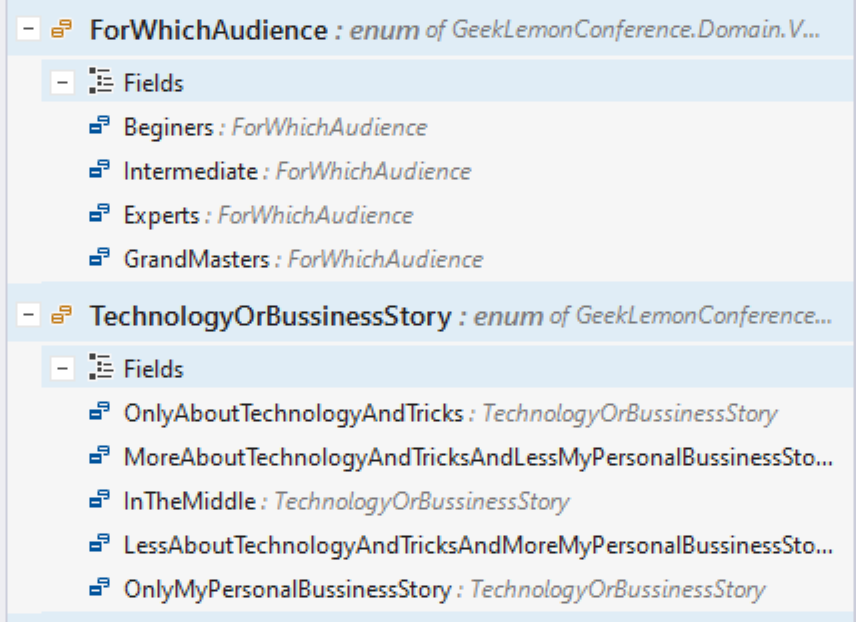 ForWhichAudience : enum of GeekLemonConference.Domain.V...
Fields
Beginers : ForWhichAudience
Intermediate : ForWhichAudience
Experts : ForWhichAudience
GrandMasters : ForWhichAudience
TechnologyOrBussinessStory : enum of GeekLemonConference...
Fields
OnlyAboutTechnologyAndTricks : TechnologyOrBussinessStory
MoreAboutTechnologyAndTricksAndLessMyPersonalBussinessSto...
InTheMiddle : TechnologyOrBussinessStory
LessAboutTechnologyAndTricksAndMoreMyPersonalBussinessSto...
OnlyMyPersonalBussinessStory : TechnologyOrBussinessStory